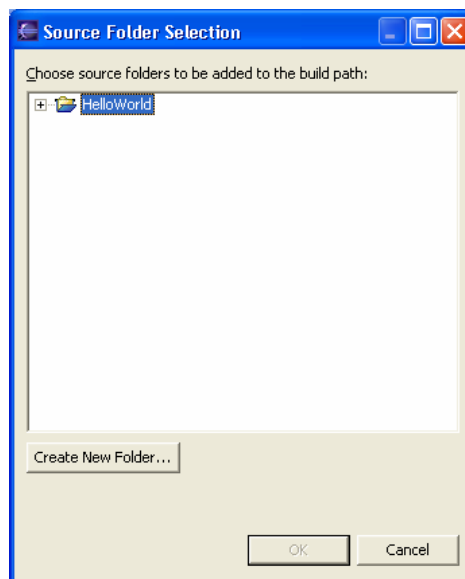 Source Folder Selection
Choose source folders to be added to the build path:
HelloWorld
Create New Folder...
OK
Cancel